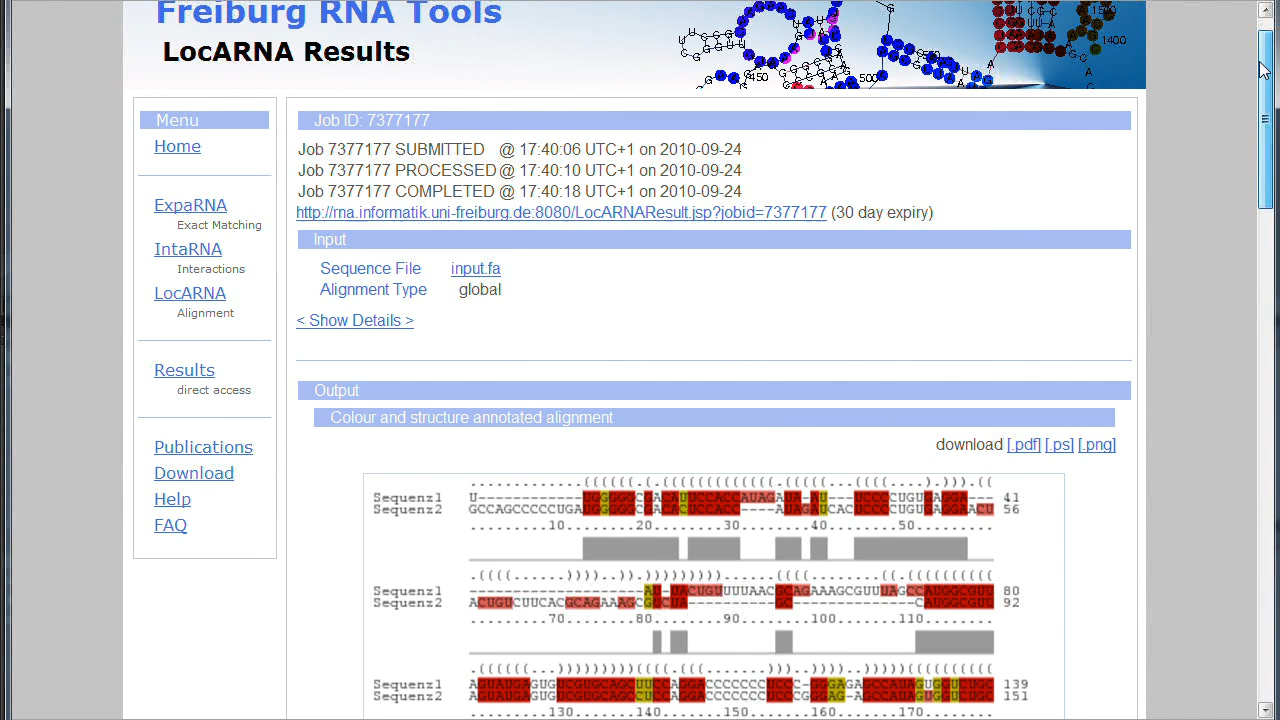 Freiburg RNA Tools
LocARNA Results
Menu
Home
ExpaRNA
Exact Matching
IntaRNA
Interactions
LocARNA
Alignment
Results
direct access
Publications
Download
Help
FAQ
Job ID: 7377177
Job 7377177 SUBMITTED @ 17:40:06 UTC+1 on 2010-09-24
Job 7377177 PROCESSED @ 17:40:10 UTC+1 on 2010-09-24
Job 7377177 COMPLETED @ 17:40:18 UTC+1 on 2010-09-24
http://rna.informatik.uni-freiburg.de:8080/LocARNAResult.jsp?jobid=7377177 (30 day expiry)
Input
Sequence File input.fa
Alignment Type global
< Show Details >
Output
Colour and structure annotated alignment
download [.pdf] [.ps] [.png]
Sequenz1 41
Sequenz2 56
.........10........20........30........40........50.........
Sequenz1 80
Sequenz2 92
.........70........80........90........100.......110........
Sequenz1 139
Sequenz2 151
.........130.......140.......150.......160.......170........